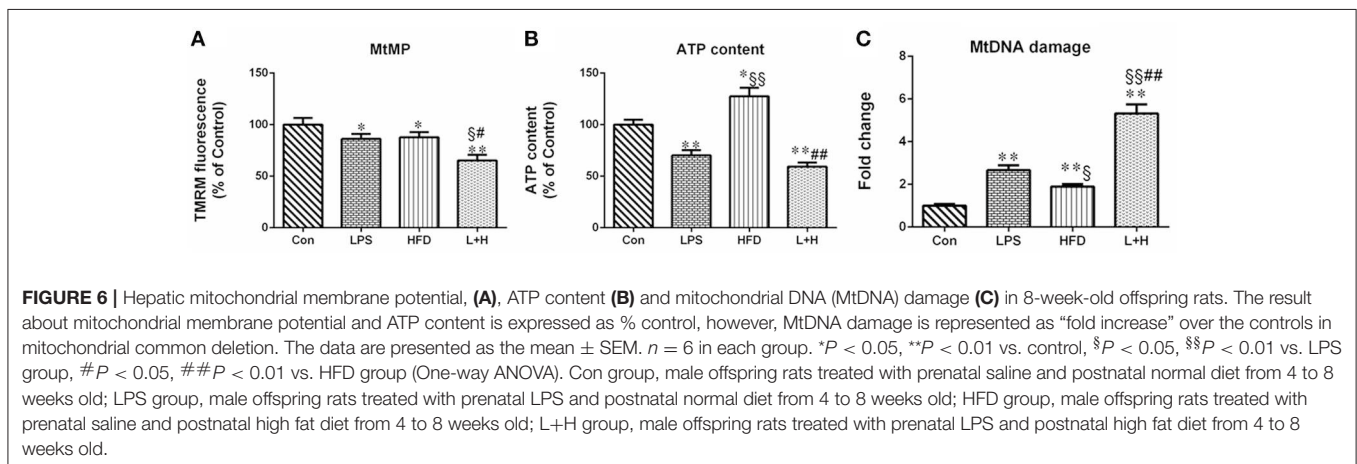 A
MtMP
TMRM fluorescence
(% of Control)
150
100
50
0
*
*
§#
**
Con
LPS
HFD
L+H
B
ATP content
ATP content
(% of Control)
150
100
50
0
**
*§§
**##
Con
LPS
HFD
L+H
C
MtDNA damage
Fold change
8
6
4
2
0
**
**§
§§##
**
Con
LPS
HFD
L+H
FIGURE 6 | Hepatic mitochondrial membrane potential, (A), ATP content (B) and mitochondrial DNA (MtDNA) damage (C) in 8-week-old offspring rats. The result
about mitochondrial membrane potential and ATP content is expressed as % control, however, MtDNA damage is represented as “fold increase” over the controls in
mitochondrial common deletion. The data are presented as the mean ± SEM. n = 6 in each group. *P < 0.05, **P < 0.01 vs. control, §P < 0.05, §§P < 0.01 vs. LPS
group, #P < 0.05, ##P < 0.01 vs. HFD group (One-way ANOVA). Con group, male offspring rats treated with prenatal saline and postnatal normal diet from 4 to 8
weeks old; LPS group, male offspring rats treated with prenatal LPS and postnatal normal diet from 4 to 8 weeks old; HFD group, male offspring rats treated with
prenatal saline and postnatal high fat diet from 4 to 8 weeks old; L+H group, male offspring rats treated with prenatal LPS and postnatal high fat diet from 4 to 8
weeks old.